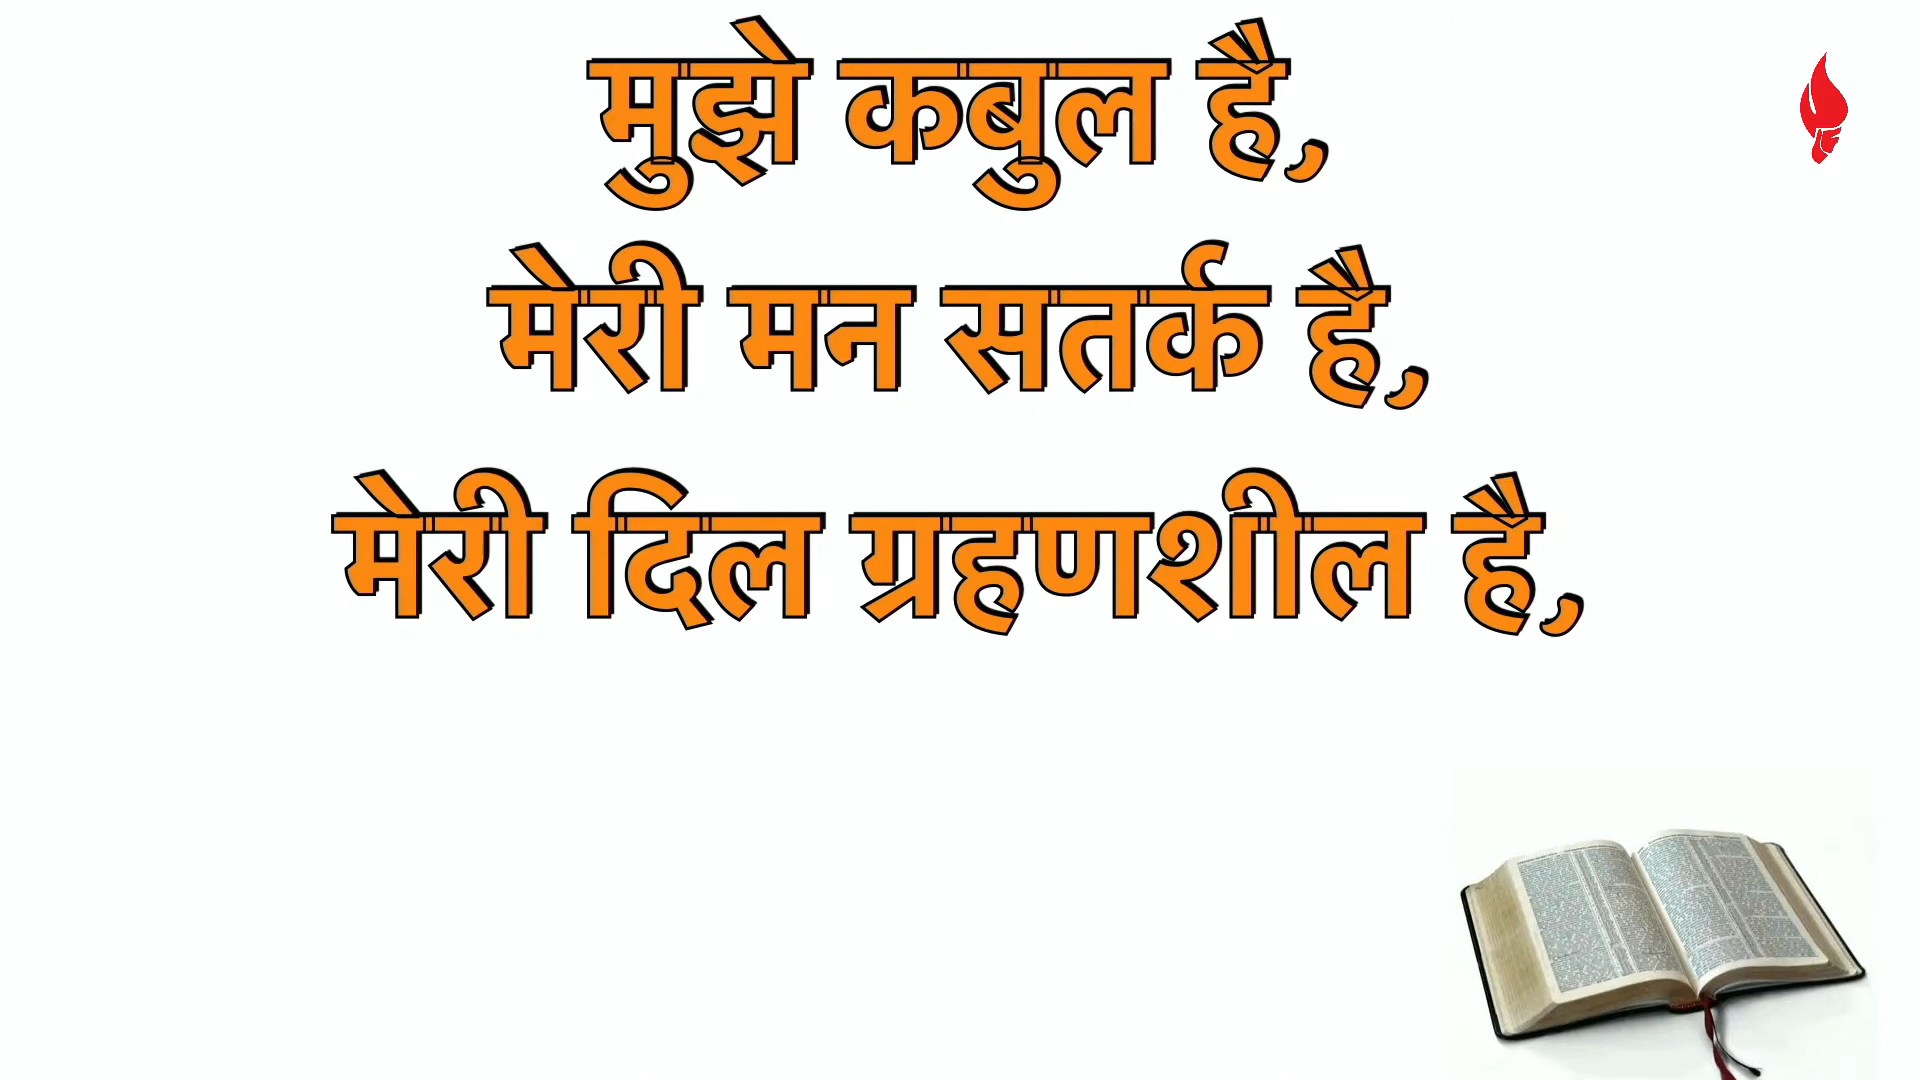 मुझे कबुल है,
मेरी मन सतर्क है,
मेरी दिल ग्रहणशील है,